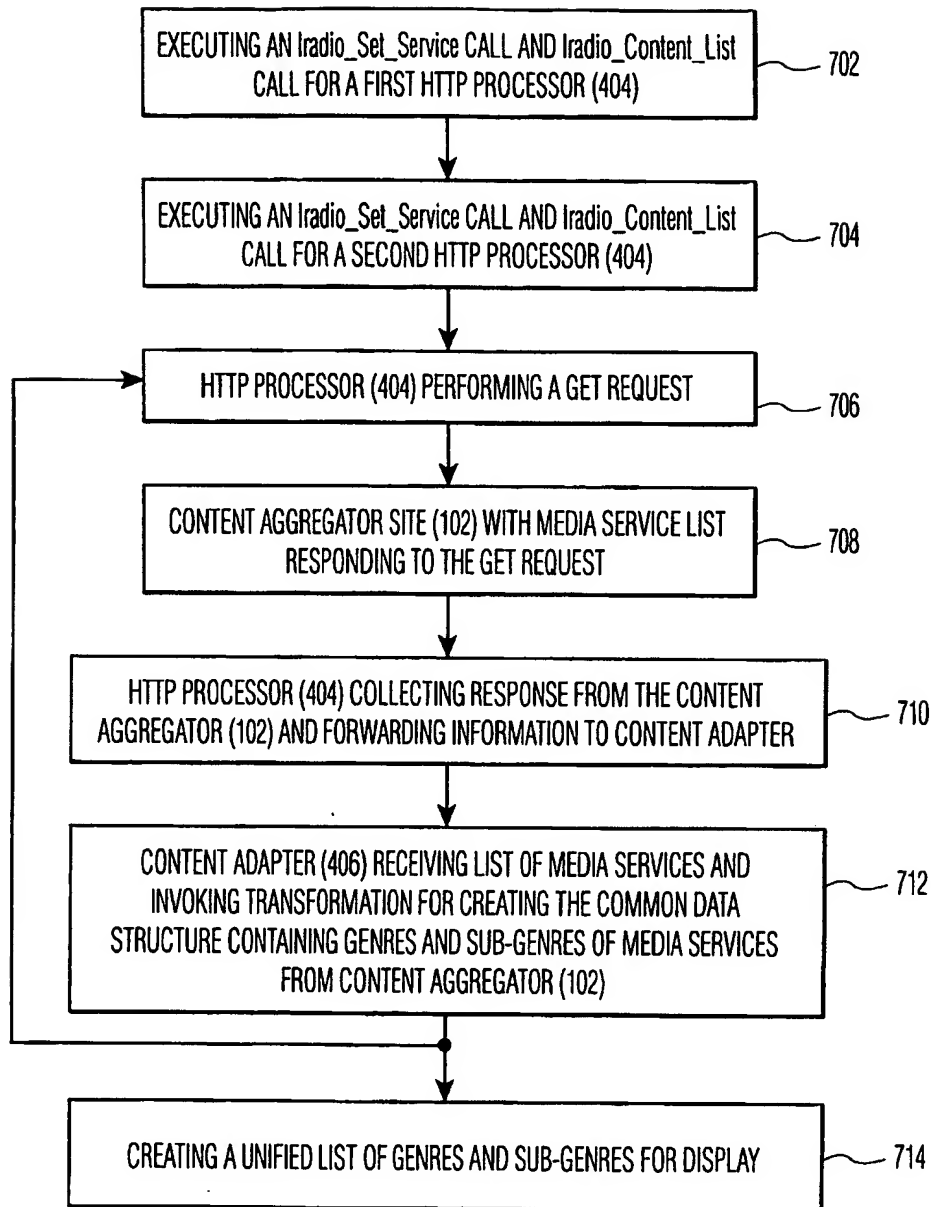 EXECUTING AN Iradio_Set_Service CALL AND Iradio_Content_List
CALL FOR A FIRST HTTP PROCESSOR (404)
702
EXECUTING AN Iradio_Set_Service CALL AND Iradio_Content_List
CALL FOR A SECOND HTTP PROCESSOR (404)
704
HTTP PROCESSOR (404) PERFORMING A GET REQUEST
706
CONTENT AGGREGATOR SITE (102) WITH MEDIA SERVICE LIST
RESPONDING TO THE GET REQUEST
708
HTTP PROCESSOR (404) COLLECTING RESPONSE FROM THE CONTENT
AGGREGATOR (102) AND FORWARDING INFORMATION TO CONTENT ADAPTER
710
CONTENT ADAPTER (406) RECEIVING LIST OF MEDIA SERVICES AND
INVOKING TRANSFORMATION FOR CREATING THE COMMON DATA
STRUCTURE CONTAINING GENRES AND SUB-GENRES OF MEDIA SERVICES
FROM CONTENT AGGREGATOR (102)
712
CREATING A UNIFIED LIST OF GENRES AND SUB-GENRES FOR DISPLAY
714